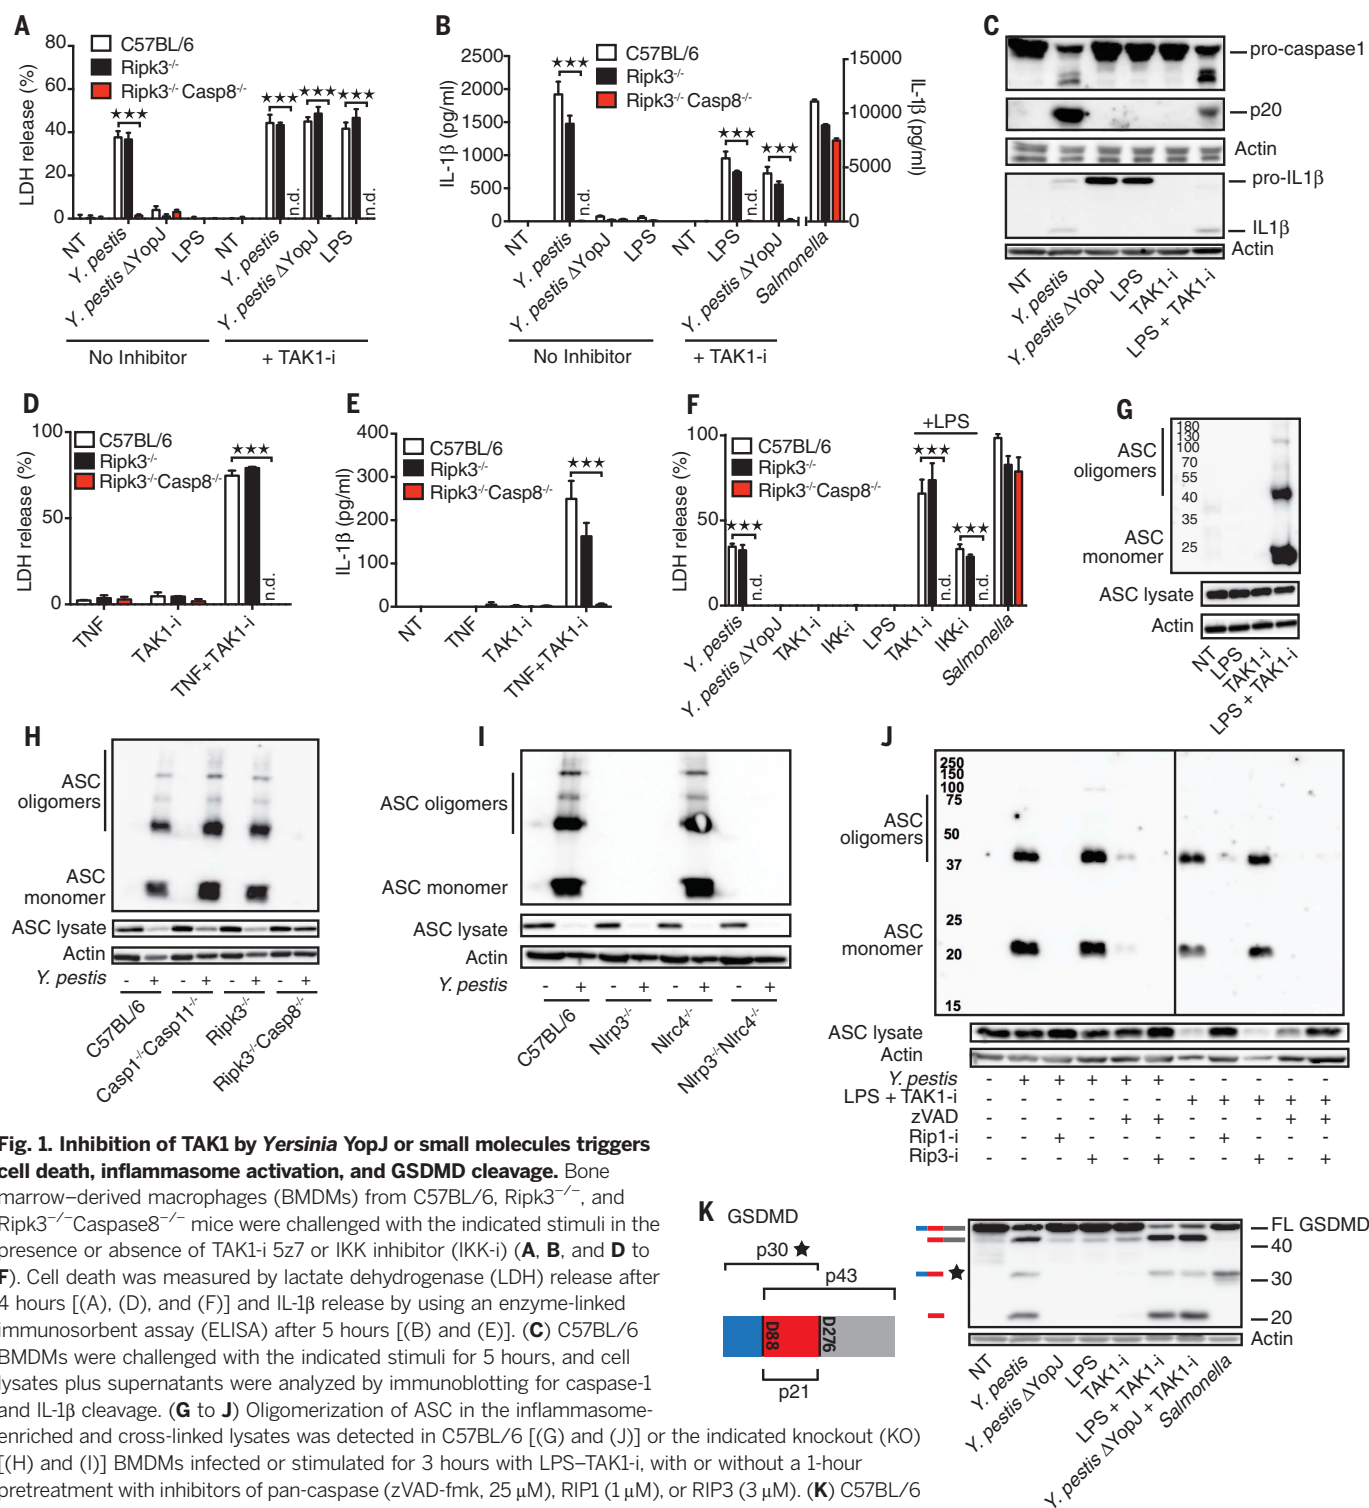 A
80
60
40
20
0
LDH release (%)
C57BL/6
Ripk3-/-
Ripk3-/- Casp8-/-
★★★
★★★ ★★★ ★★★
n.d.
n.d.
NT
Y. pestis
Y. pestis ΔYopJ
LPS
NT
Y. pestis
Y. pestis ΔYopJ
LPS
No Inhibitor
+ TAK1-i
B
2500
2000
1500
1000
500
0
IL-1β (pg/ml)
C57BL/6
Ripk3-/-
Ripk3-/- Casp8-/-
★★★
★★★
★★★
n.d.
n.d.
15000
10000
5000
0
IL-1β (pg/ml)
NT
Y. pestis
Y. pestis ΔYopJ
LPS
NT
LPS
Y. pestis ΔYopJ
Salmonella
No Inhibitor
+ TAK1-i
C
pro-caspase1
p20
Actin
pro-IL1β
IL1β
Actin
NT
Y. pestis
Y. pestis ΔYopJ
LPS
TAK1-i
LPS + TAK1-i
D
100
50
0
LDH release (%)
C57BL/6
Ripk3-/-
Ripk3-/-Casp8-/-
★★★
n.d.
TNF
TAK1-i
TNF+TAK1-i
E
400
300
200
100
0
IL-1β (pg/ml)
C57BL/6
Ripk3-/-
Ripk3-/-Casp8-/-
★★★
NT
TNF
TAK1-i
TNF+TAK1-i
F
100
50
0
LDH release (%)
C57BL/6
Ripk3-/-
Ripk3-/-Casp8-/-
+LPS
★★★
★★★
★★★
n.d.
n.d.
n.d.
Y. pestis
Y. pestis ΔYopJ
TAK1-i
IKK-i
LPS
TAK1-i
IKK-i
Salmonella
G
ASC
oligomers
ASC
monomer
180
130
100
70
55
40
35
25
ASC lysate
Actin
NT
LPS
TAK1-i
LPS + TAK1-i
H
ASC
oligomers
ASC
monomer
ASC lysate
Actin
Y. pestis - + - + - + - +
C57BL/6
Casp1-/-Casp11-/-
Ripk3-/-
Ripk3-/-Casp8-/-
I
ASC oligomers
ASC monomer
ASC lysate
Actin
Y. pestis - + - + - + - +
C57BL/6
Nlrp3-/-
Nlrc4-/-
Nlrp3-/-Nlrc4-/-
J
ASC
oligomers
ASC
monomer
250
150
100
75
50
37
25
20
15
ASC lysate
Actin
Y. pestis - + + + + + - - - - -
LPS + TAK1-i - - - - - - + + + + +
zVAD - - - - + + - - - + +
Rip1-i - - + - - - - + - - -
Rip3-i - - - + - + - - + - +
Fig. 1. Inhibition of TAK1 by Yersinia YopJ or small molecules triggers
cell death, inflammasome activation, and GSDMD cleavage. Bone
marrow–derived macrophages (BMDMs) from C57BL/6, Ripk3−/−, and
Ripk3−/−Caspase8−/− mice were challenged with the indicated stimuli in the
presence or absence of TAK1-i 5z7 or IKK inhibitor (IKK-i) (A, B, and D to
F). Cell death was measured by lactate dehydrogenase (LDH) release after
4 hours [(A), (D), and (F)] and IL-1β release by using an enzyme-linked
immunosorbent assay (ELISA) after 5 hours [(B) and (E)]. (C) C57BL/6
BMDMs were challenged with the indicated stimuli for 5 hours, and cell
lysates plus supernatants were analyzed by immunoblotting for caspase-1
and IL-1β cleavage. (G to J) Oligomerization of ASC in the inflammasome-
enriched and cross-linked lysates was detected in C57BL/6 [(G) and (J)] or the indicated knockout (KO)
[(H) and (I)] BMDMs infected or stimulated for 3 hours with LPS–TAK1-i, with or without a 1-hour
pretreatment with inhibitors of pan-caspase (zVAD-fmk, 25 μM), RIP1 (1 μM), or RIP3 (3 μM). (K) C57BL/6
K
GSDMD
p30 ★
p43
D88
D276
p21
★
FL GSDMD
40
30
20
Actin
NT
Y. pestis
Y. pestis ΔYopJ
LPS
TAK1-i
LPS + TAK1-i
Y. pestis ΔYopJ + TAK1-i
Salmonella